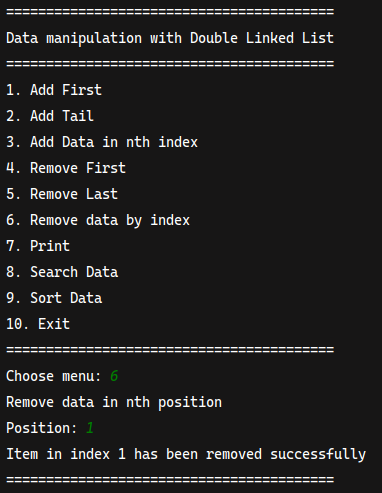 =========================================
Data manipulation with Double Linked List
=========================================
1. Add First
2. Add Tail
3. Add Data in nth index
4. Remove First
5. Remove Last
6. Remove data by index
7. Print
8. Search Data
9. Sort Data
10. Exit
=========================================
Choose menu: 6
Remove data in nth position
Position: 1
Item in index 1 has been removed successfully
=========================================